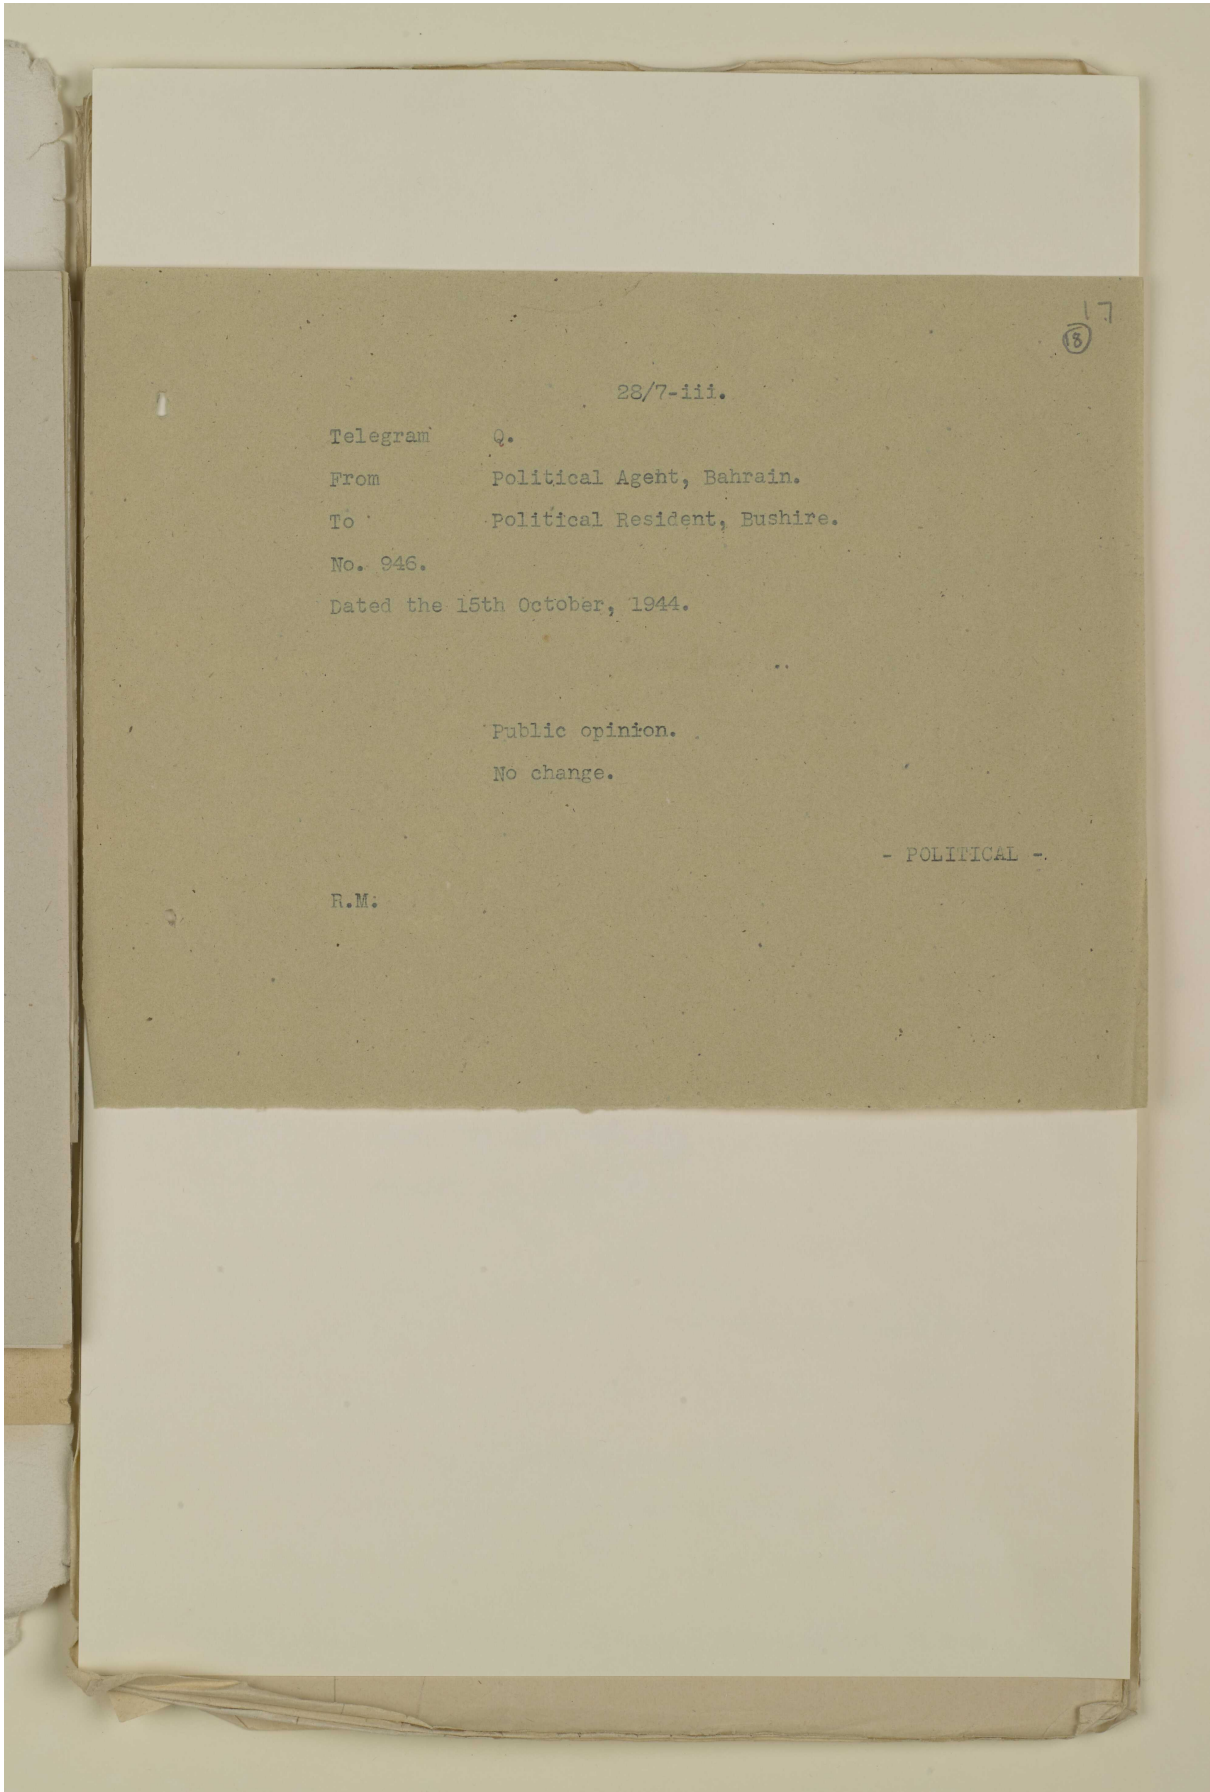 17
18
28/7-iii.
Telegram Q.
From Political Agent, Bahrain.
To Political Resident, Bushire.
No. 946.
Dated the 15th October, 1944.
Public opinion.
No change.
- POLITICAL -.
R.M.